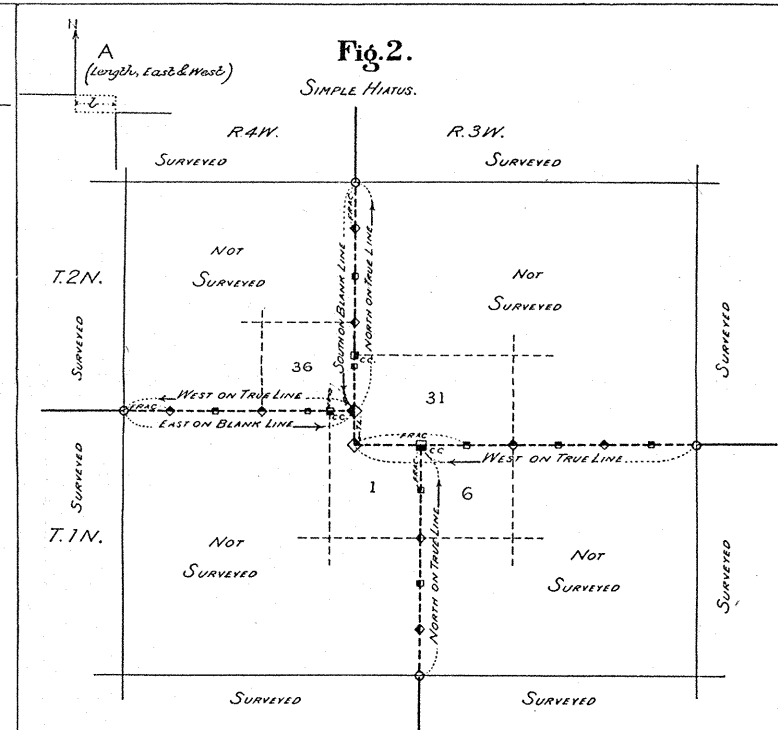 N
A
(Length, East & West)
l
Fig. 2.
SIMPLE HIATUS.
R.4W.
R.3W.
SURVEYED
SURVEYED
FRAC
NOT
SURVEYED
NOT
SURVEYED
T.2N.
SURVEYED
SURVEYED
SOUTH ON BLANK LINE
NORTH ON TRUE LINE
36
C.C.
31
WEST ON TRUE LINE
FRAC
C.C.
EAST ON BLANK LINE
FRAC
C.C.
WEST ON TRUE LINE
FRAC
1
6
SURVEYED
T.1N.
NOT
SURVEYED
NORTH ON TRUE LINE
NOT
SURVEYED
SURVEYED
SURVEYED
SURVEYED